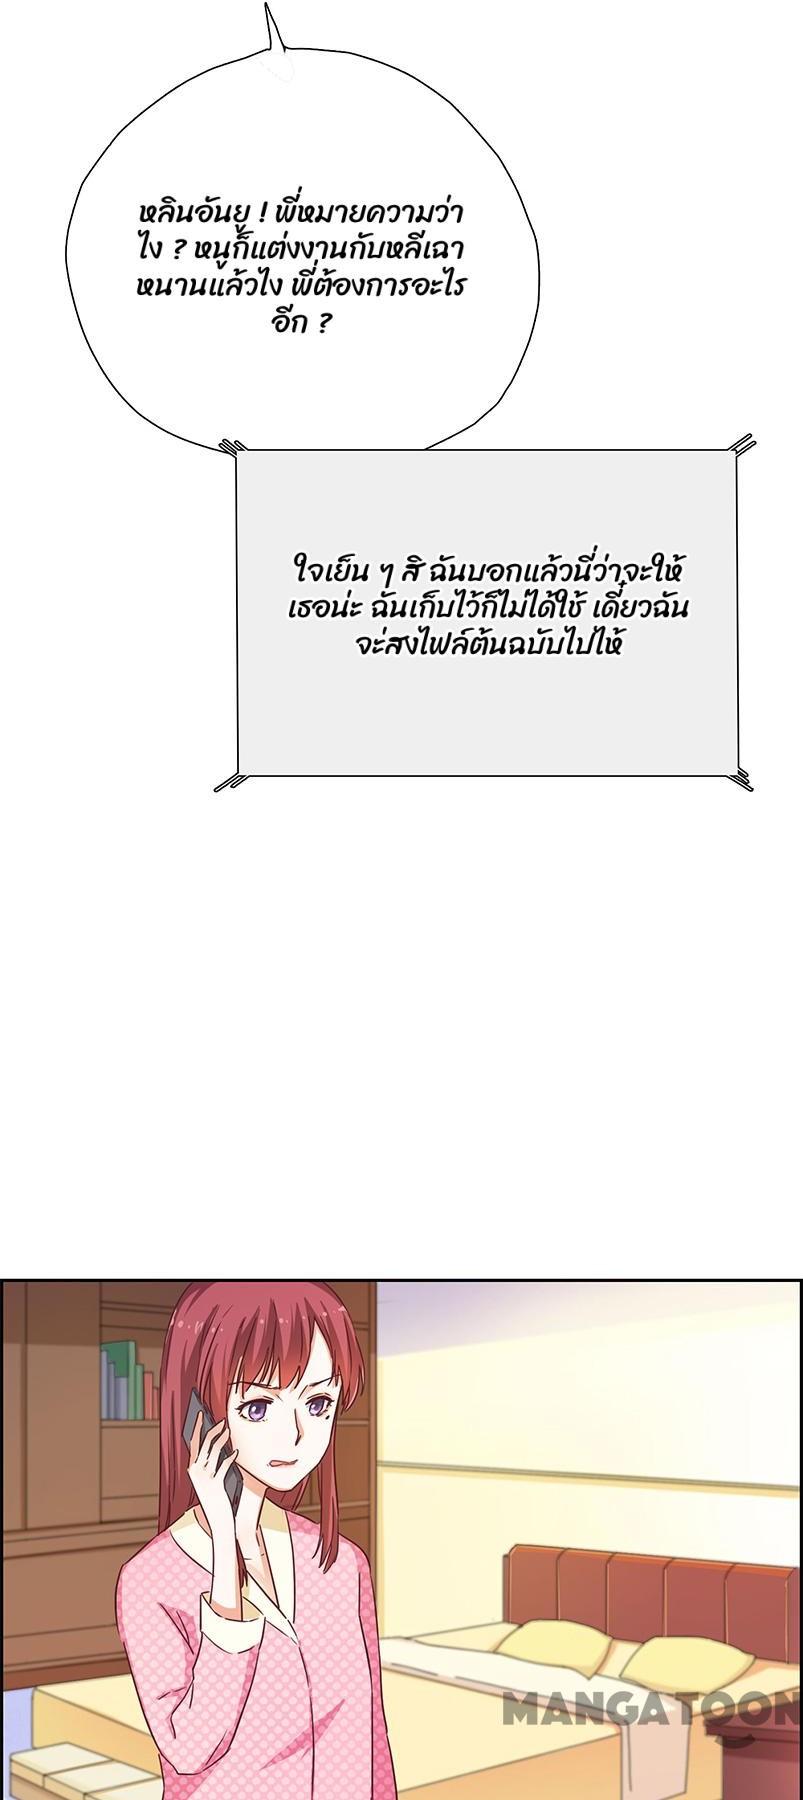 หลินอันยู ! พี่หมายความว่า
ไง ? หนูก็แต่งงานกับหลีเฉา
หนานแล้วไง พี่ต้องการอะไร
อีก ?
ใจเย็น ๆ สิ ฉันบอกแล้วนี่ว่าจะให้
เธอน่ะ ฉันเก็บไว้ก็ไม่ได้ใช้ เดี๋ยวฉัน
จะ่สงไฟล์ต้นฉบับไปให้
MANGATOON